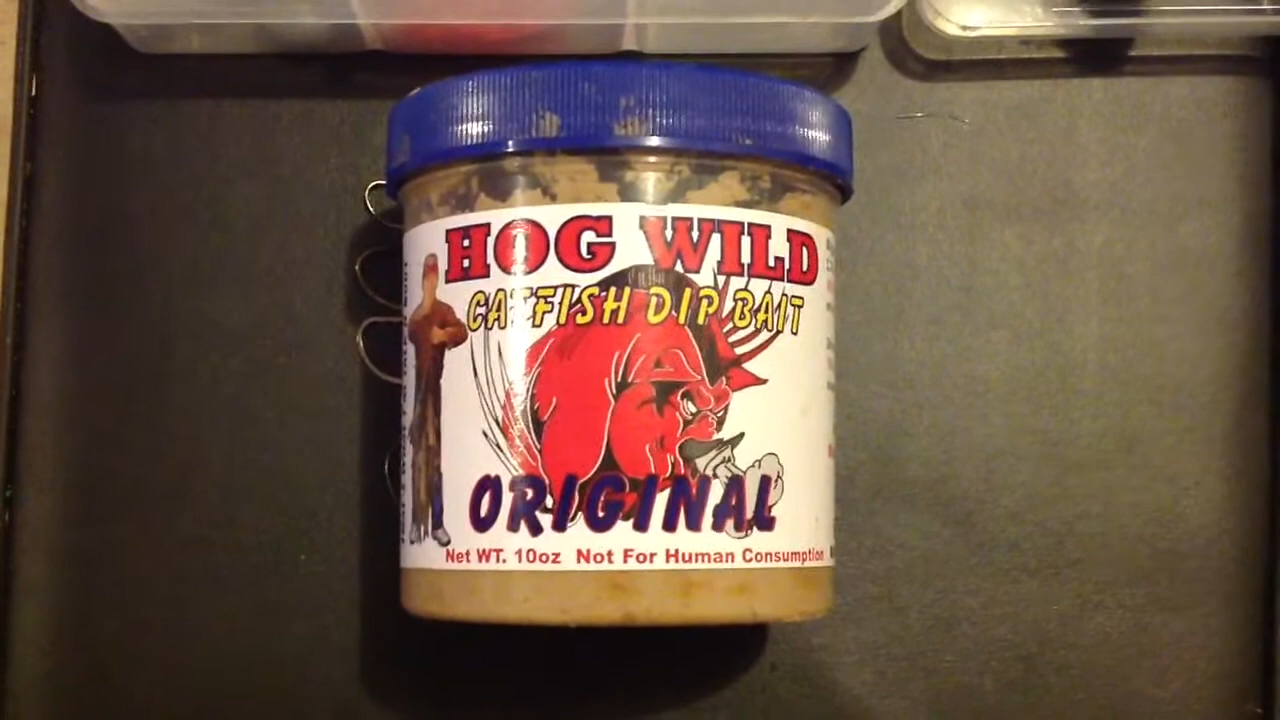 HOG WILD
CATFISH DIP BAIT
ORIGINAL
Net WT. 10oz Not For Human Consumption